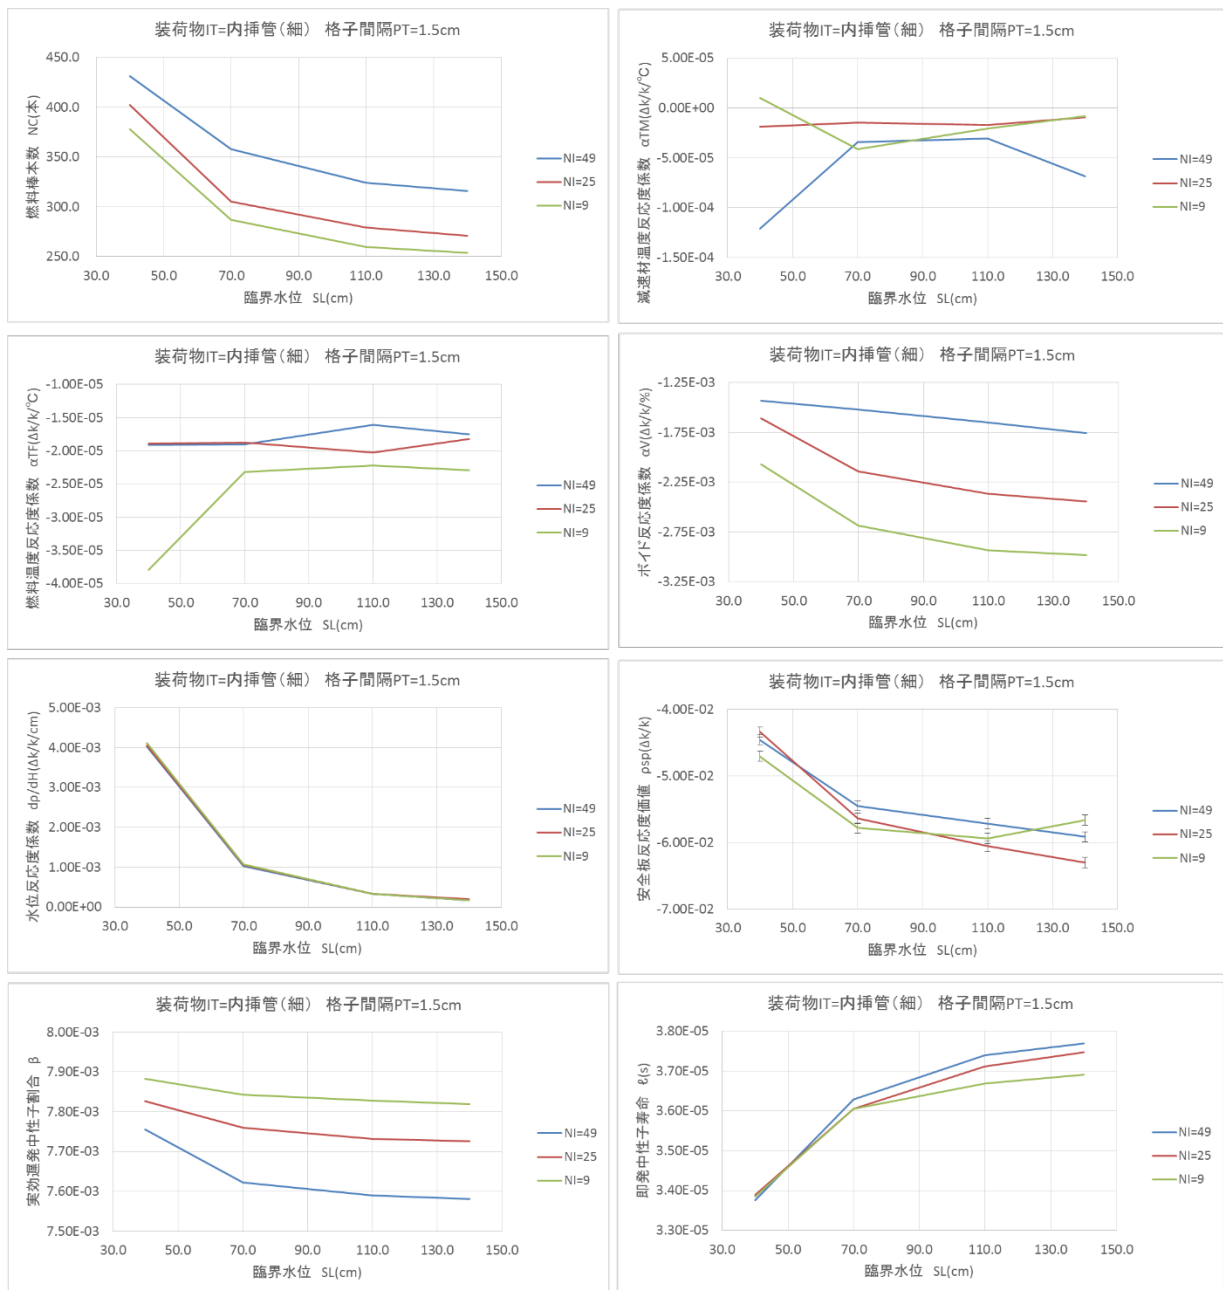 装荷物IT=内挿管(細) 格子間隔PT=1.5cm
燃料棒本数 NC(本)
450.0
400.0
350.0
300.0
250.0
30.0 50.0 70.0 90.0 110.0 130.0 150.0
臨界水位 SL(cm)
NI=49
NI=25
NI=9
装荷物IT=内挿管(細) 格子間隔PT=1.5cm
減速材温度反応度係数 αTM(Δk/k/℃)
5.00E-05
0.00E+00
-5.00E-05
-1.00E-04
-1.50E-04
30.0 50.0 70.0 90.0 110.0 130.0 150.0
臨界水位 SL(cm)
NI=49
NI=25
NI=9
装荷物IT=内挿管(細) 格子間隔PT=1.5cm
燃料温度反応度係数 αTF(Δk/k/℃)
-1.00E-05
-1.50E-05
-2.00E-05
-2.50E-05
-3.00E-05
-3.50E-05
-4.00E-05
30.0 50.0 70.0 90.0 110.0 130.0 150.0
臨界水位 SL(cm)
NI=49
NI=25
NI=9
装荷物IT=内挿管(細) 格子間隔PT=1.5cm
ボイド反応度係数 αV(Δk/k/%)
-1.25E-03
-1.75E-03
-2.25E-03
-2.75E-03
-3.25E-03
30.0 50.0 70.0 90.0 110.0 130.0 150.0
臨界水位 SL(cm)
NI=49
NI=25
NI=9
装荷物IT=内挿管(細) 格子間隔PT=1.5cm
水位反応度係数 dρ/dH(Δk/k/cm)
5.00E-03
4.00E-03
3.00E-03
2.00E-03
1.00E-03
0.00E+00
30.0 50.0 70.0 90.0 110.0 130.0 150.0
臨界水位 SL(cm)
NI=49
NI=25
NI=9
装荷物IT=内挿管(細) 格子間隔PT=1.5cm
安全板反応度価値 ρsp(Δk/k)
-4.00E-02
-5.00E-02
-6.00E-02
-7.00E-02
30.0 50.0 70.0 90.0 110.0 130.0 150.0
臨界水位 SL(cm)
NI=49
NI=25
NI=9
装荷物IT=内挿管(細) 格子間隔PT=1.5cm
実効遅発中性子割合 β
8.00E-03
7.90E-03
7.80E-03
7.70E-03
7.60E-03
7.50E-03
30.0 50.0 70.0 90.0 110.0 130.0 150.0
臨界水位 SL(cm)
NI=49
NI=25
NI=9
装荷物IT=内挿管(細) 格子間隔PT=1.5cm
即発中性子寿命 ℓ(s)
3.80E-05
3.70E-05
3.60E-05
3.50E-05
3.40E-05
3.30E-05
30.0 50.0 70.0 90.0 110.0 130.0 150.0
臨界水位 SL(cm)
NI=49
NI=25
NI=9